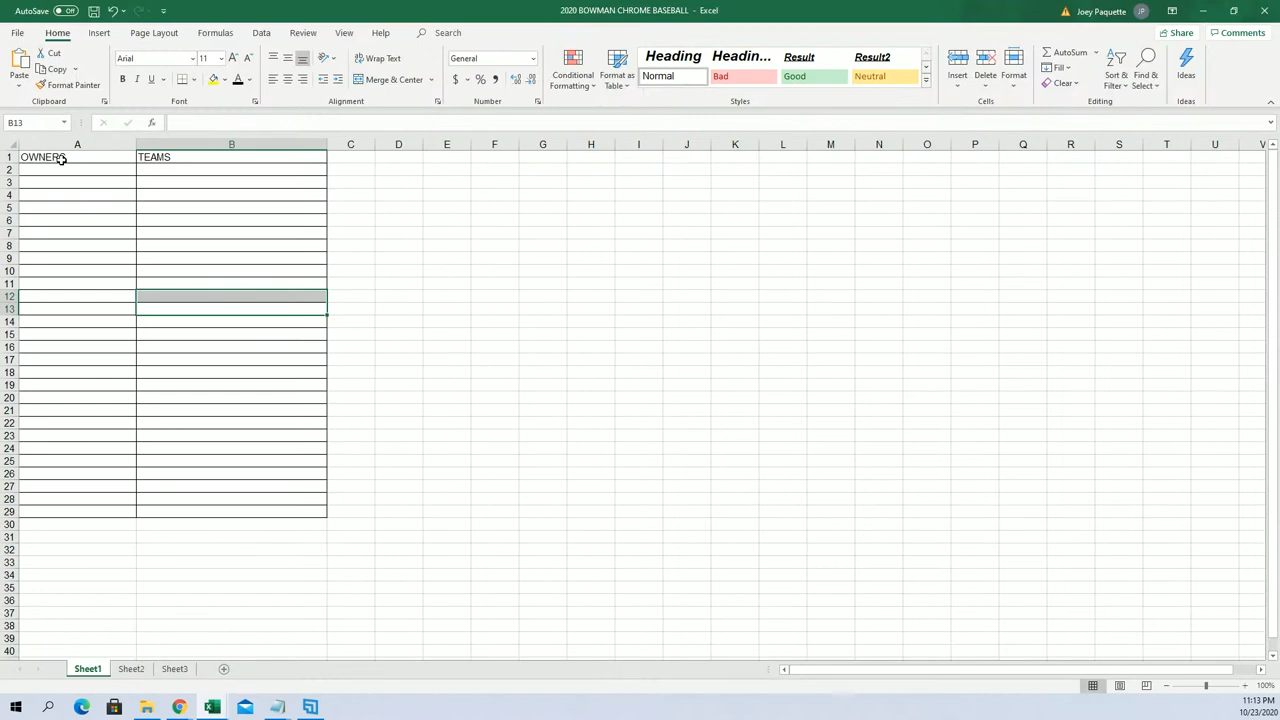 AutoSave Off 2020 BOWMAN CHROME BASEBALL - Excel Joey Paquette JP
File Home Insert Page Layout Formulas Data Review View Help Search Share Comments
Paste Cut Copy Format Painter Clipboard
Arial 11 B I U Font
Wrap Text Merge & Center Alignment
General $ % Number
Conditional Formatting Format as Table
Heading Headin... Result Result2
Normal Bad Good Neutral Styles
Insert Delete Format Cells
AutoSum Fill Clear Sort & Filter Find & Select Editing
Ideas Ideas
B13 fx
A B C D E F G H I J K L M N O P Q R S T U V
1 OWNERS TEAMS
2
3
4
5
6
7
8
9
10
11
12
13
14
15
16
17
18
19
20
21
22
23
24
25
26
27
28
29
30
31
32
33
34
35
36
37
38
39
40
Sheet1 Sheet2 Sheet3
100%
11:13 PM
10/23/2020